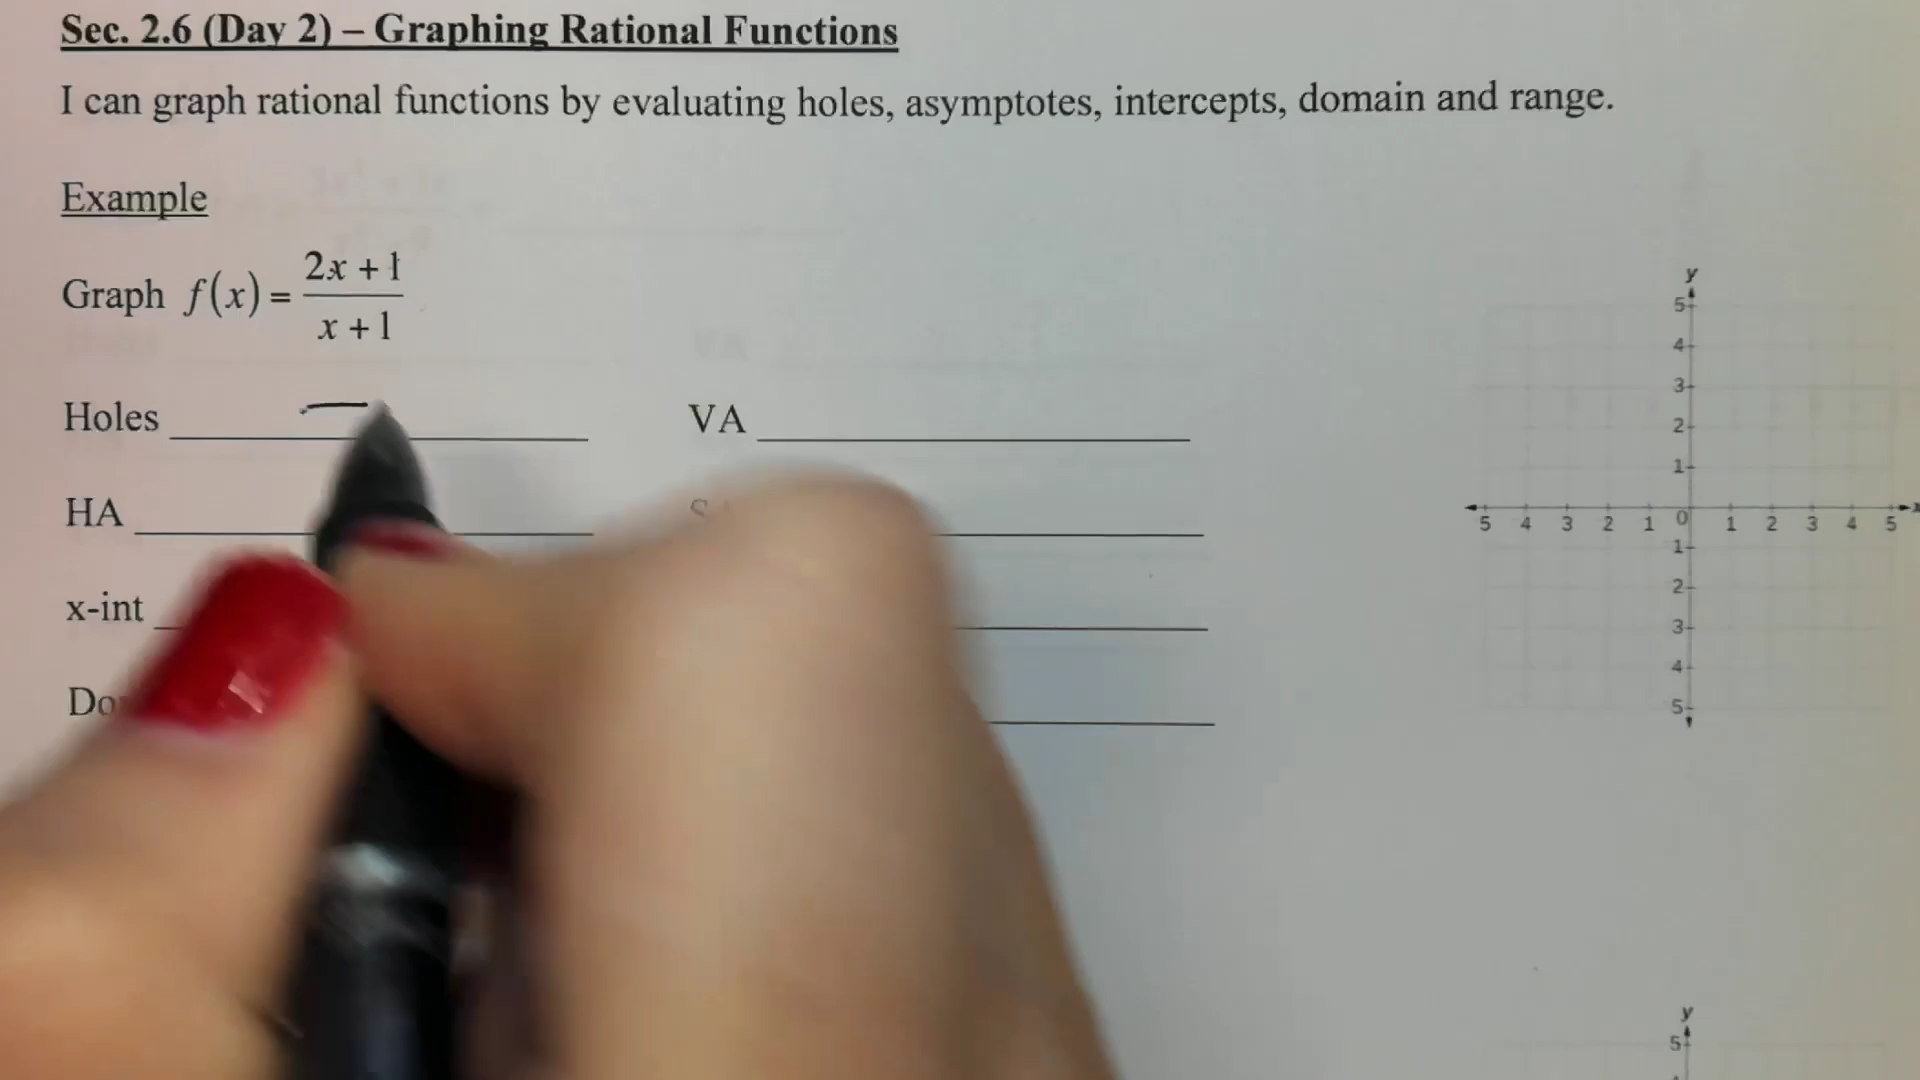 Sec. 2.6 (Day 2) – Graphing Rational Functions
I can graph rational functions by evaluating holes, asymptotes, intercepts, domain and range.
Example
Graph f(x) = (2x + 1)/(x + 1)
Holes
VA
HA
x-int
y
5
4
3
2
1
5 4 3 2 1 0 1 2 3 4 5
1
2
3
4
5
y
5